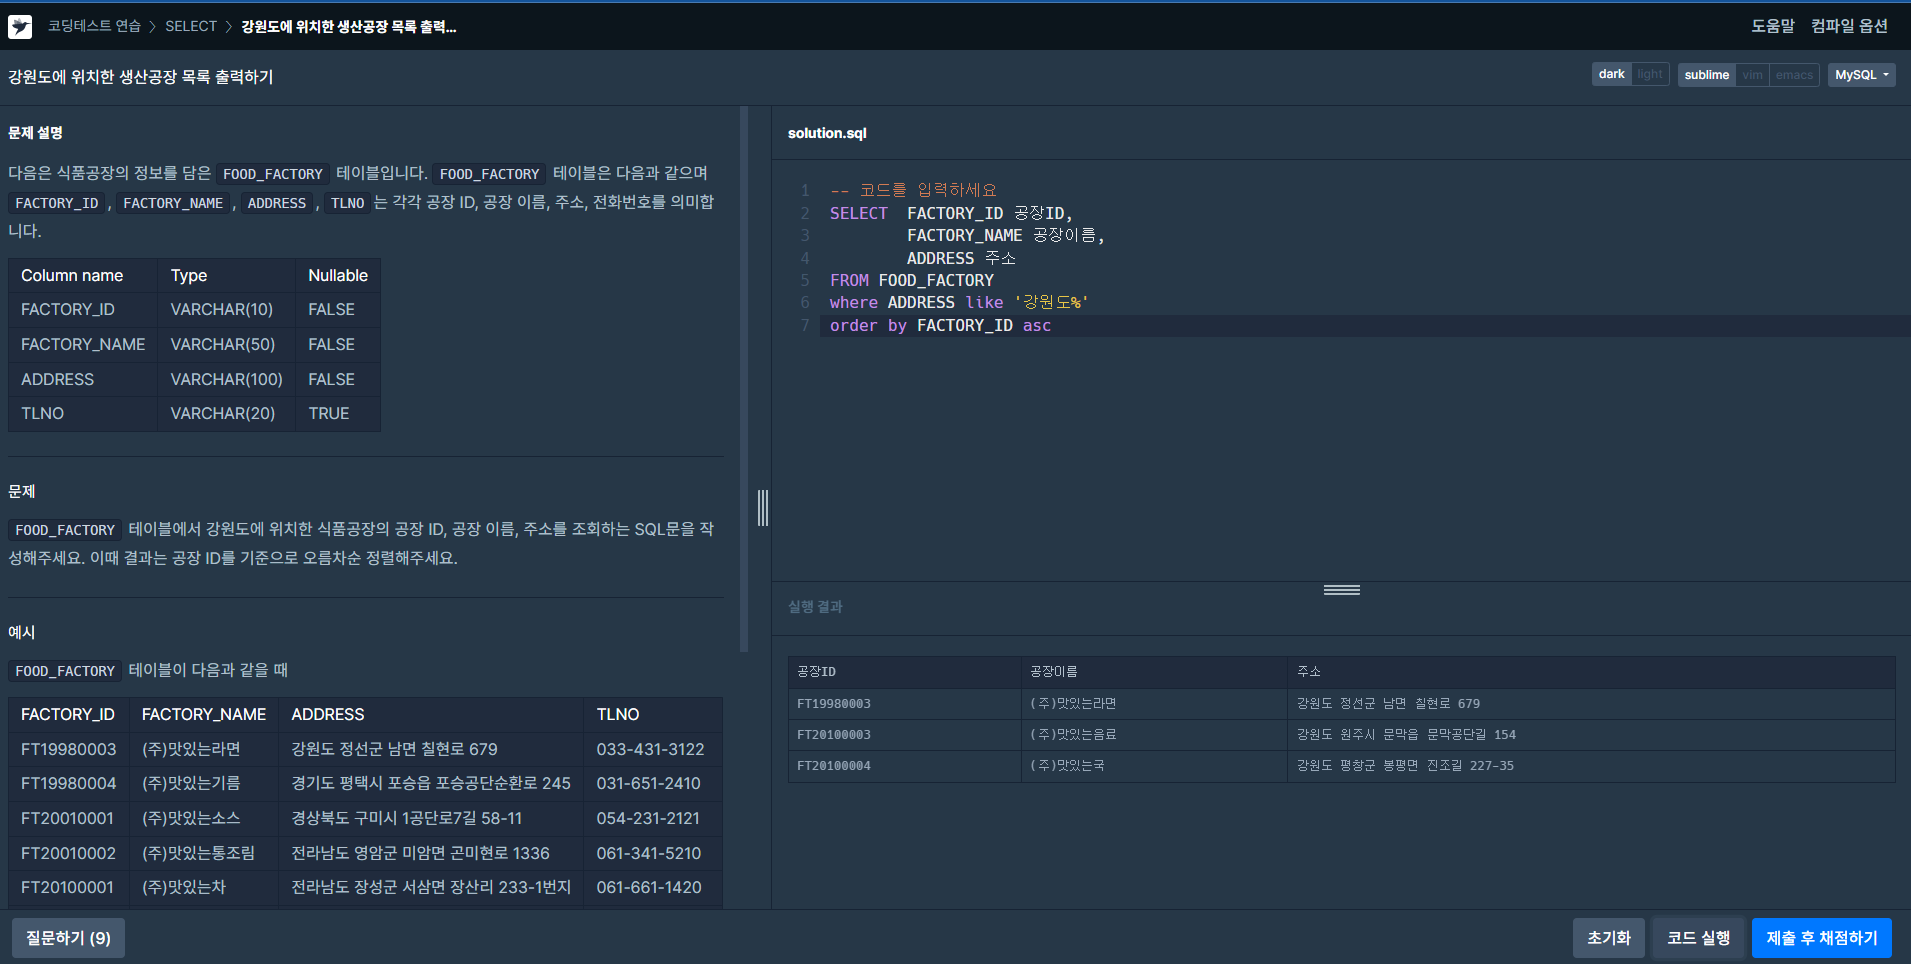 코딩테스트 연습 > SELECT > 강원도에 위치한 생산공장 목록 출력...
도움말 컴파일 옵션
강원도에 위치한 생산공장 목록 출력하기
dark light sublime vim emacs MySQL
문제 설명
다음은 식품공장의 정보를 담은 FOOD_FACTORY 테이블입니다. FOOD_FACTORY 테이블은 다음과 같으며
FACTORY_ID , FACTORY_NAME , ADDRESS , TLNO 는 각각 공장 ID, 공장 이름, 주소, 전화번호를 의미합
니다.
Column name Type Nullable
FACTORY_ID VARCHAR(10) FALSE
FACTORY_NAME VARCHAR(50) FALSE
ADDRESS VARCHAR(100) FALSE
TLNO VARCHAR(20) TRUE
문제
FOOD_FACTORY 테이블에서 강원도에 위치한 식품공장의 공장 ID, 공장 이름, 주소를 조회하는 SQL문을 작
성해주세요. 이때 결과는 공장 ID를 기준으로 오름차순 정렬해주세요.
예시
FOOD_FACTORY 테이블이 다음과 같을 때
FACTORY_ID FACTORY_NAME ADDRESS TLNO
FT19980003 (주)맛있는라면 강원도 정선군 남면 칠현로 679 033-431-3122
FT19980004 (주)맛있는기름 경기도 평택시 포승읍 포승공단순환로 245 031-651-2410
FT20010001 (주)맛있는소스 경상북도 구미시 1공단로7길 58-11 054-231-2121
FT20010002 (주)맛있는통조림 전라남도 영암군 미암면 곤미현로 1336 061-341-5210
FT20100001 (주)맛있는차 전라남도 장성군 서삼면 장산리 233-1번지 061-661-1420
solution.sql
1 -- 코드를 입력하세요
2 SELECT FACTORY_ID 공장ID,
3 FACTORY_NAME 공장이름,
4 ADDRESS 주소
5 FROM FOOD_FACTORY
6 where ADDRESS like '강원도%'
7 order by FACTORY_ID asc
실행 결과
공장ID 공장이름 주소
FT19980003 (주)맛있는라면 강원도 정선군 남면 칠현로 679
FT20100003 (주)맛있는음료 강원도 원주시 문막읍 문막공단길 154
FT20100004 (주)맛있는국 강원도 평창군 봉평면 진조길 227-35
질문하기 (9)
초기화 코드 실행 제출 후 채점하기